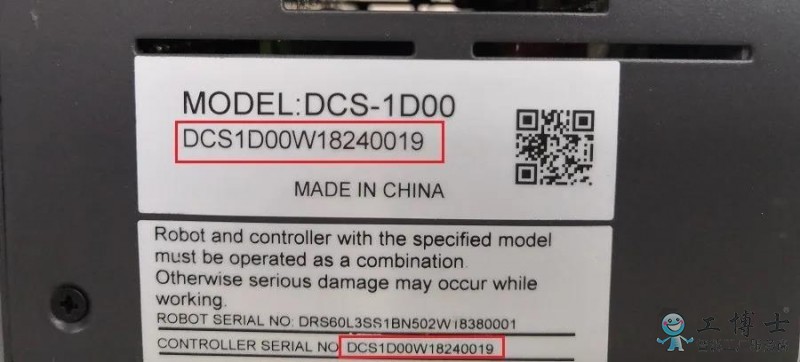 MODEL:DCS-1D00
DCS1D00W18240019
MADE IN CHINA
Robot and controller with the specified model
must be operated as a combination.
Otherwise serious damage may occur while
working.
ROBOT SERIAL NO: DRS60L3SS1BN502W18380001
CONTROLLER SERIAL NO: DCS1D00W18240019
工博士